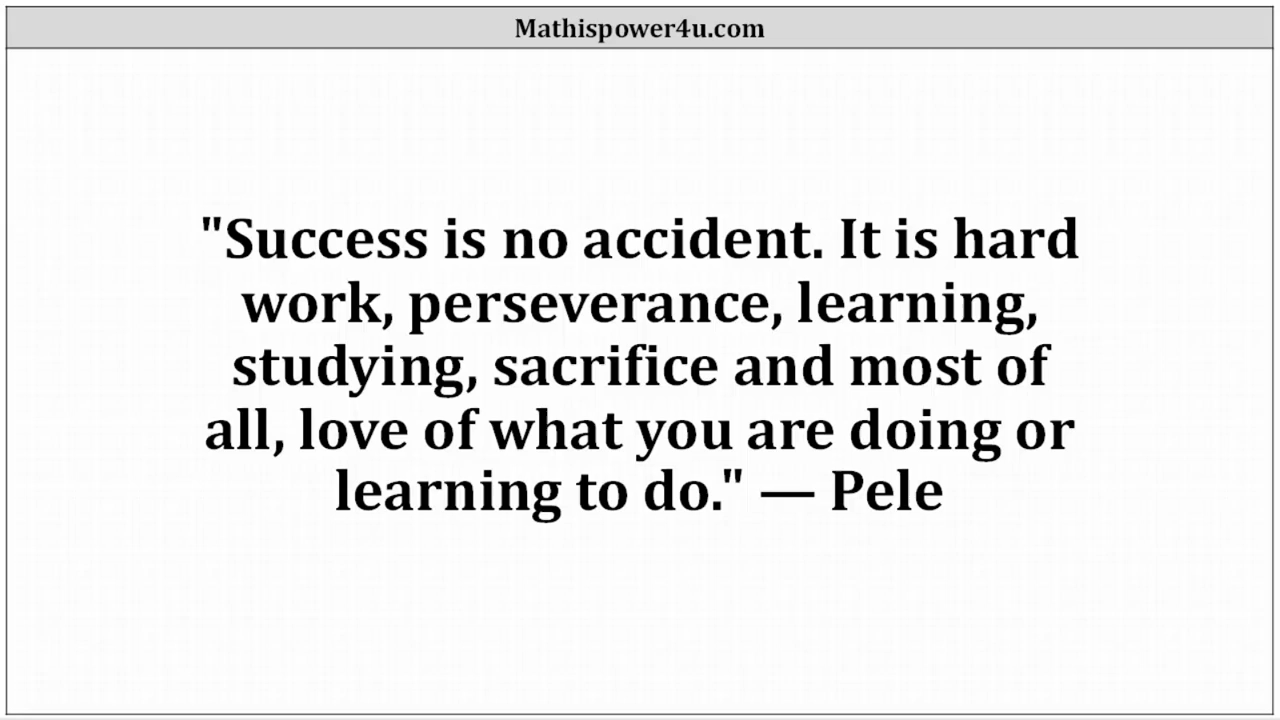 Mathispower4u.com
"Success is no accident. It is hard
work, perseverance, learning,
studying, sacrifice and most of
all, love of what you are doing or
learning to do." — Pele